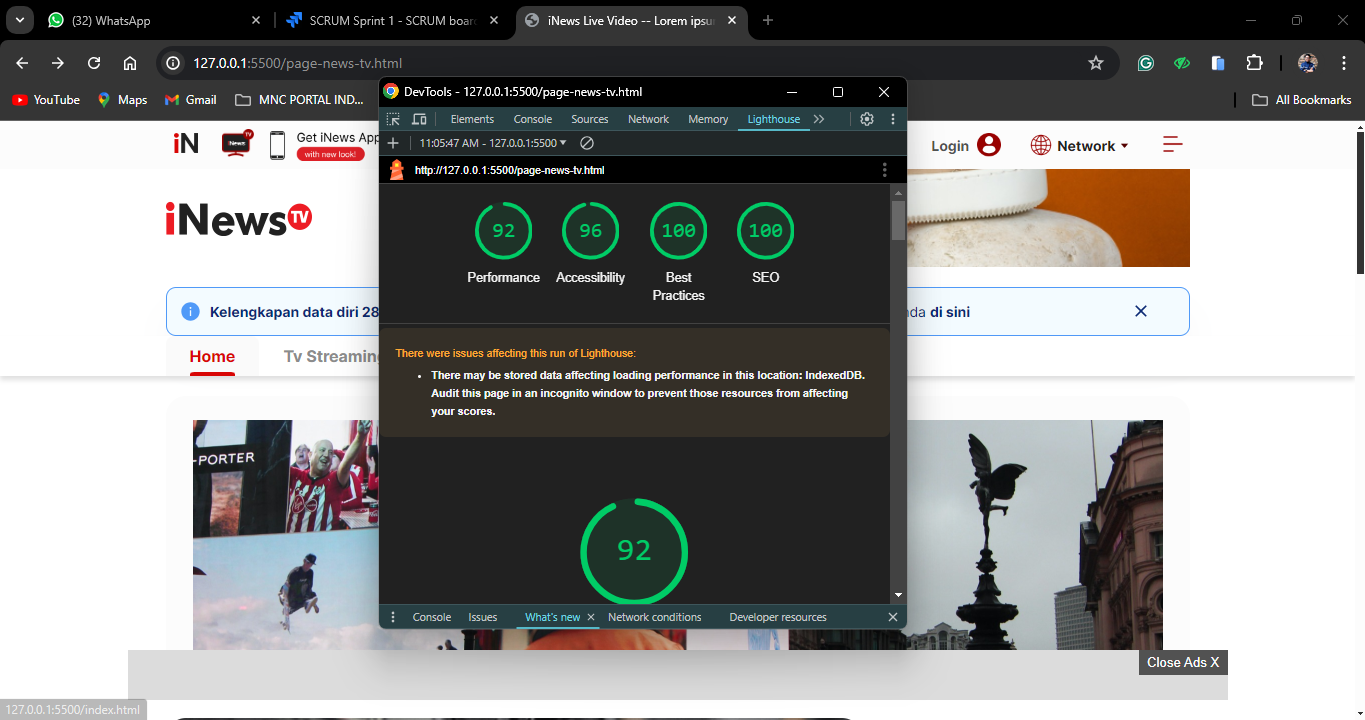 (32) WhatsApp
SCRUM Sprint 1 - SCRUM boar
iNews Live Video -- Lorem ipsu
127.0.0.1:5500/page-news-tv.html
YouTube
Maps
Gmail
MNC PORTAL IND...
All Bookmarks
DevTools - 127.0.0.1:5500/page-news-tv.html
Elements
Console
Sources
Network
Memory
Lighthouse
11:05:47 AM - 127.0.0.1:5500
http://127.0.0.1:5500/page-news-tv.html
92
96
100
100
Performance
Accessibility
Best
Practices
SEO
There were issues affecting this run of Lighthouse:
There may be stored data affecting loading performance in this location: IndexedDB.
Audit this page in an incognito window to prevent those resources from affecting
your scores.
92
Console
Issues
What's new
Network conditions
Developer resources
iN
iNews
TV
Get iNews App
with new look!
Login
Network
iNews TV
Kelengkapan data diri 28
nda di sini
Home
Tv Streaming
-PORTER
Close Ads X
127.0.0.1:5500/index.html